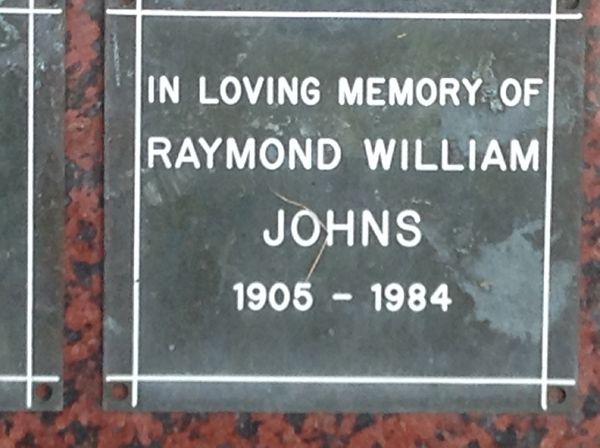 IN LOVING MEMORY OF
RAYMOND WILLIAM
JOHNS
1905 - 1984